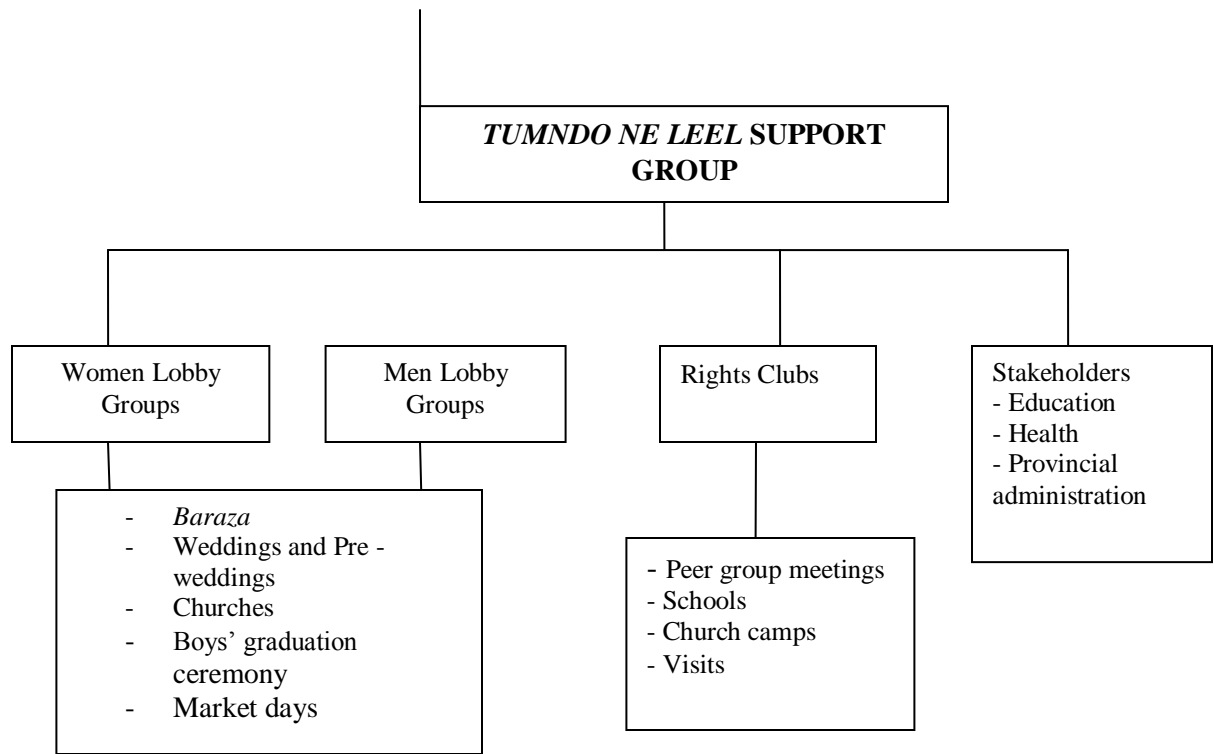 TUMNDO NE LEEL SUPPORT
GROUP
Women Lobby
Groups
Men Lobby
Groups
Rights Clubs
Stakeholders
- Education
- Health
- Provincial
administration
- Baraza
- Weddings and Pre -
weddings
- Churches
- Boys’ graduation
ceremony
- Market days
- Peer group meetings
- Schools
- Church camps
- Visits